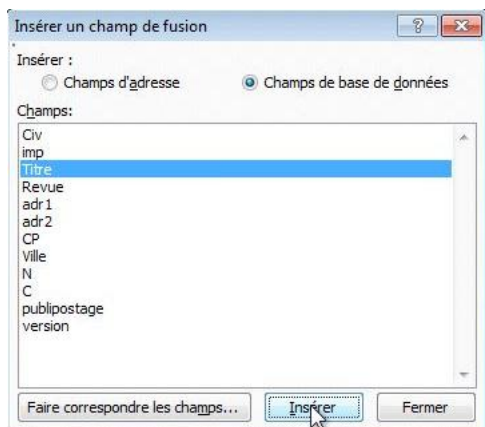 Insérer un champ de fusion
Insérer :
Champs d'adresse Champs de base de données
Champs:
Civ
imp
Titre
Revue
adr1
adr2
CP
Ville
N
C
publipostage
version
Faire correspondre les champs... Insérer Fermer